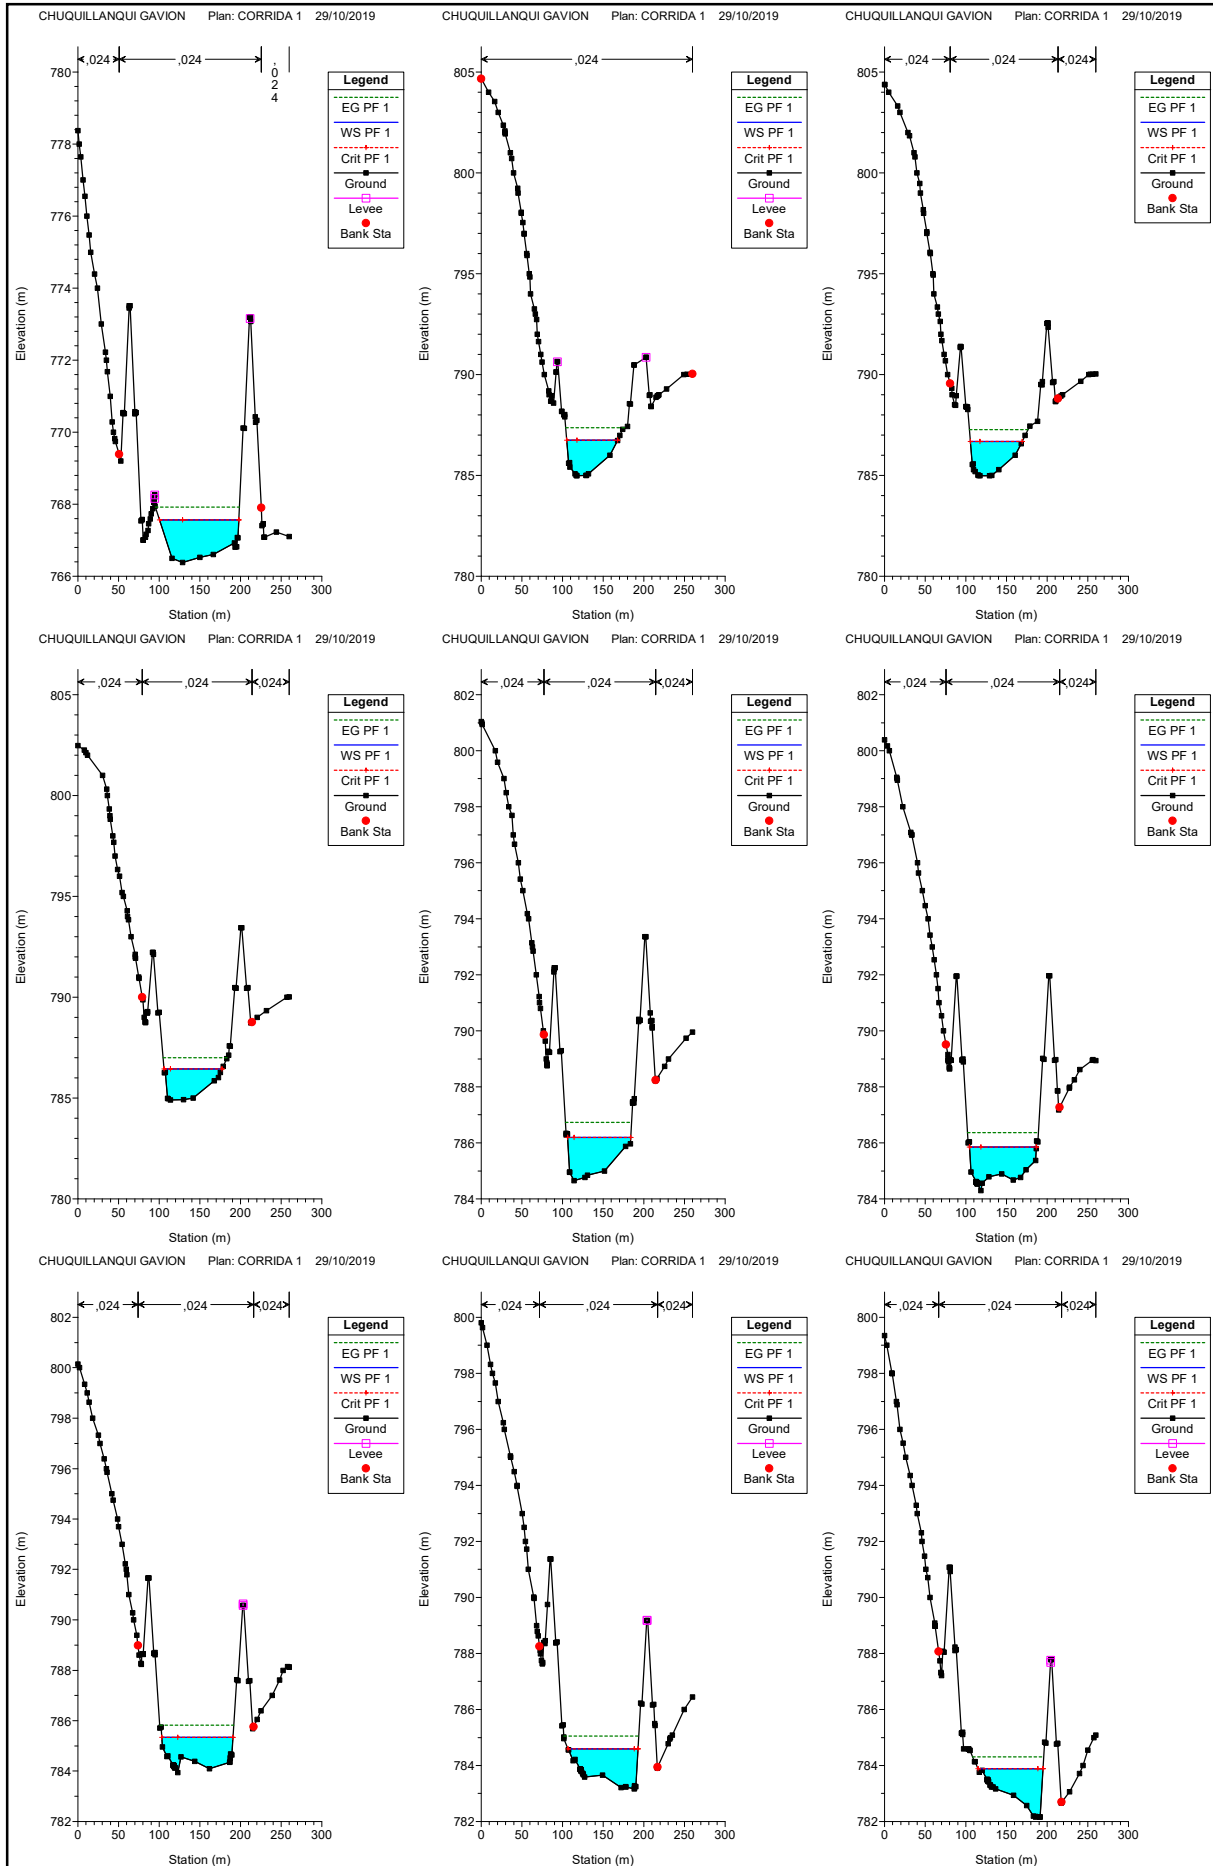 CHUQUILLANQUI GAVION Plan: CORRIDA 1 29/10/2019
,024 ,024 ,024
Elevation (m)
780
778
776
774
772
770
768
766
0 50 100 150 200 250 300
Station (m)
Legend
EG PF 1
WS PF 1
Crit PF 1
Ground
Levee
Bank Sta
CHUQUILLANQUI GAVION Plan: CORRIDA 1 29/10/2019
,024
Elevation (m)
805
800
795
790
785
780
0 50 100 150 200 250 300
Station (m)
Legend
EG PF 1
WS PF 1
Crit PF 1
Ground
Levee
Bank Sta
CHUQUILLANQUI GAVION Plan: CORRIDA 1 29/10/2019
,024 ,024 ,024
Elevation (m)
805
800
795
790
785
780
0 50 100 150 200 250 300
Station (m)
Legend
EG PF 1
WS PF 1
Crit PF 1
Ground
Bank Sta
CHUQUILLANQUI GAVION Plan: CORRIDA 1 29/10/2019
,024 ,024 ,024
Elevation (m)
805
800
795
790
785
780
0 50 100 150 200 250 300
Station (m)
Legend
EG PF 1
WS PF 1
Crit PF 1
Ground
Bank Sta
CHUQUILLANQUI GAVION Plan: CORRIDA 1 29/10/2019
,024 ,024 ,024
Elevation (m)
802
800
798
796
794
792
790
788
786
784
0 50 100 150 200 250 300
Station (m)
Legend
EG PF 1
WS PF 1
Crit PF 1
Ground
Bank Sta
CHUQUILLANQUI GAVION Plan: CORRIDA 1 29/10/2019
,024 ,024 ,024
Elevation (m)
802
800
798
796
794
792
790
788
786
784
0 50 100 150 200 250 300
Station (m)
Legend
EG PF 1
WS PF 1
Crit PF 1
Ground
Bank Sta
CHUQUILLANQUI GAVION Plan: CORRIDA 1 29/10/2019
,024 ,024 ,024
Elevation (m)
802
800
798
796
794
792
790
788
786
784
782
0 50 100 150 200 250 300
Station (m)
Legend
EG PF 1
WS PF 1
Crit PF 1
Ground
Levee
Bank Sta
CHUQUILLANQUI GAVION Plan: CORRIDA 1 29/10/2019
,024 ,024 ,024
Elevation (m)
800
798
796
794
792
790
788
786
784
782
0 50 100 150 200 250 300
Station (m)
Legend
EG PF 1
WS PF 1
Crit PF 1
Ground
Levee
Bank Sta
CHUQUILLANQUI GAVION Plan: CORRIDA 1 29/10/2019
,024 ,024 ,024
Elevation (m)
800
798
796
794
792
790
788
786
784
782
0 50 100 150 200 250 300
Station (m)
Legend
EG PF 1
WS PF 1
Crit PF 1
Ground
Levee
Bank Sta